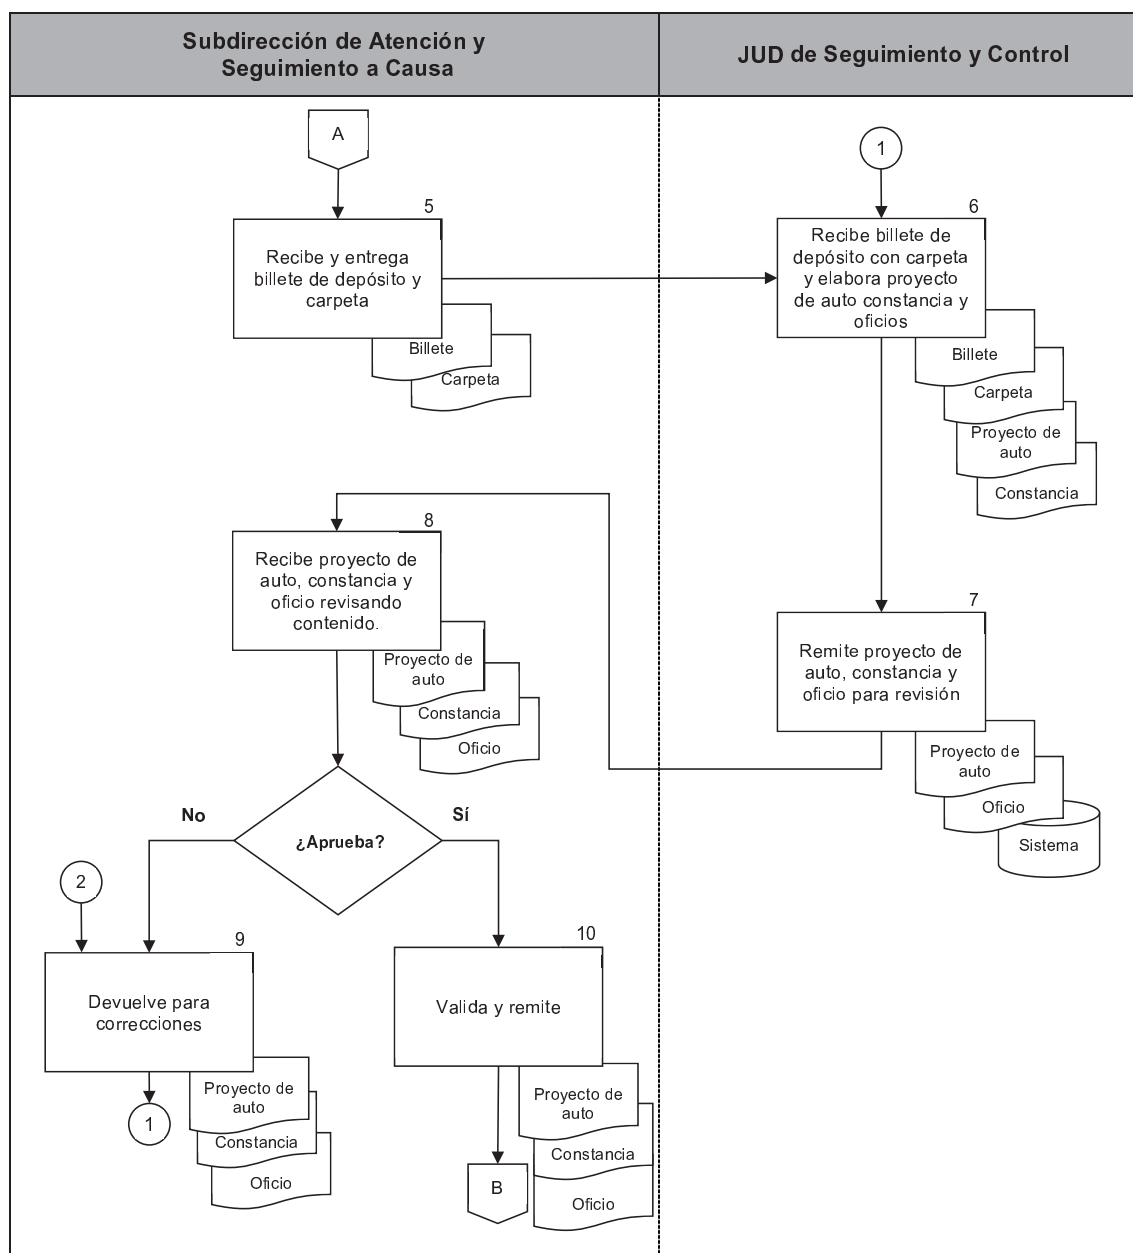 Subdirección de Atención y
Seguimiento a Causa
JUD de Seguimiento y Control
A
1
5
Recibe y entrega
billete de depósito y
carpeta
Billete
Carpeta
6
Recibe billete de
depósito con carpeta
y elabora proyecto
de auto constancia y
oficios
Billete
Carpeta
Proyecto de
auto
Constancia
8
Recibe proyecto de
auto, constancia y
oficio revisando
contenido.
Proyecto de
auto
Constancia
Oficio
7
Remite proyecto de
auto, constancia y
oficio para revisión
Proyecto de
auto
Oficio
Sistema
No
¿Aprueba?
Sí
2
9
Devuelve para
correcciones
Proyecto de
auto
Constancia
Oficio
1
10
Valida y remite
Proyecto de
auto
Constancia
Oficio
B